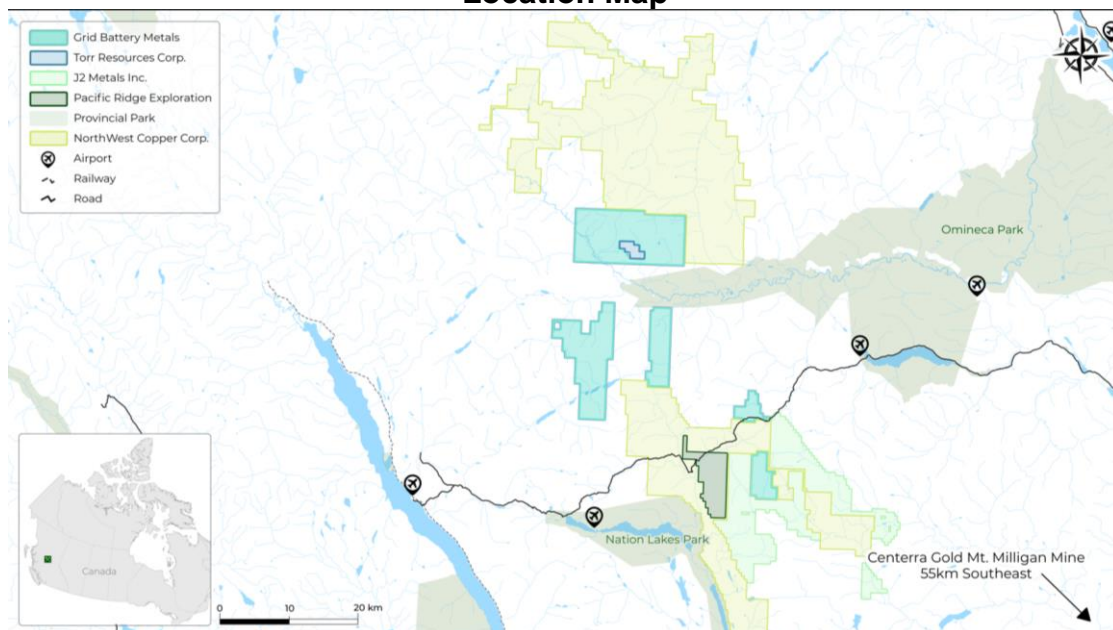 Location Map
Grid Battery Metals
Torr Resources Corp.
J2 Metals Inc.
Pacific Ridge Exploration
Provincial Park
NorthWest Copper Corp.
Airport
Railway
Road
Omineca Park
Nation Lakes Park
Centerra Gold Mt. Milligan Mine
55km Southeast
Canada
0 10 20 km